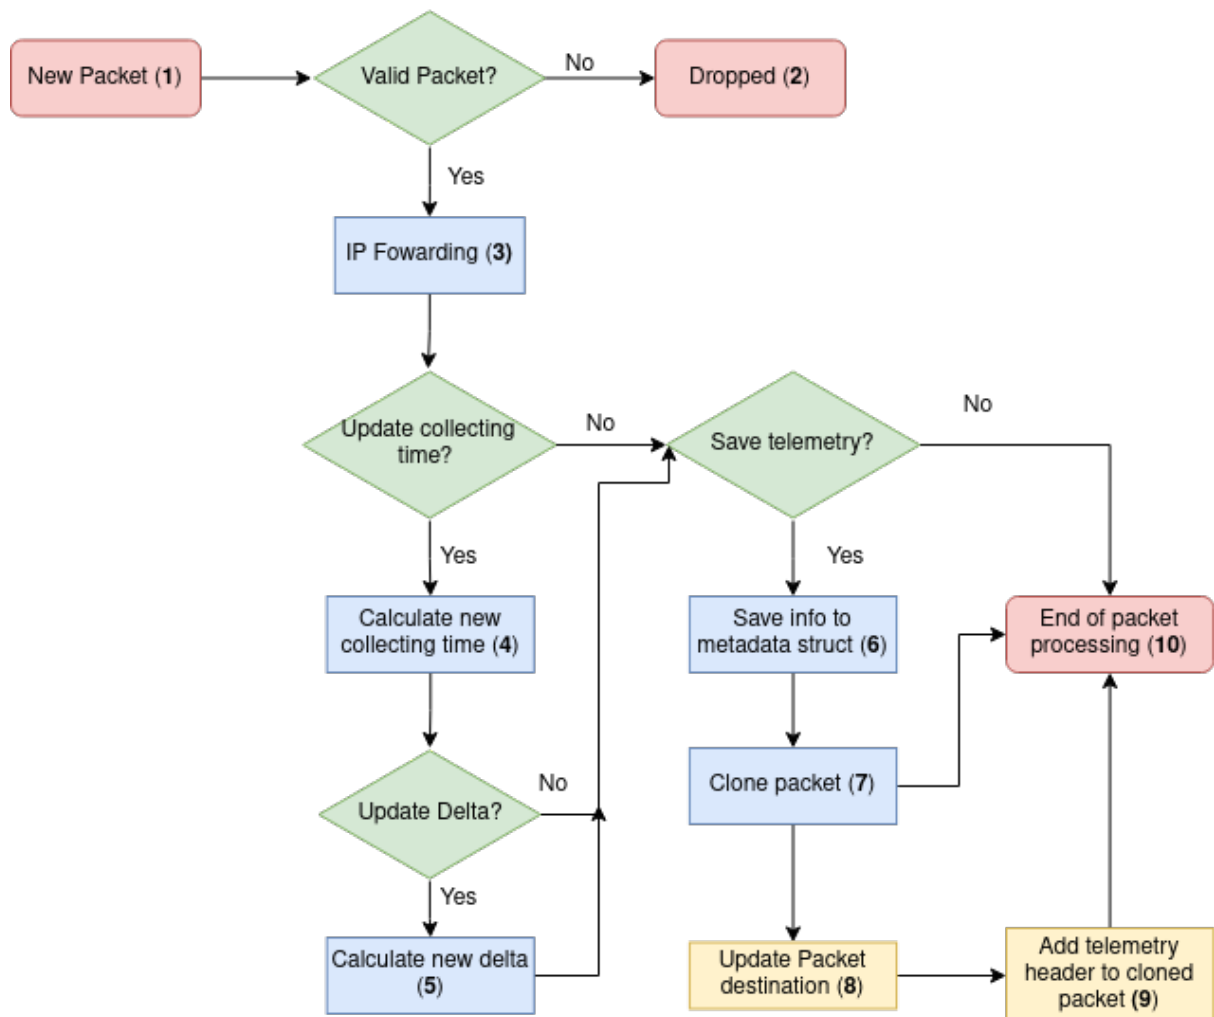 New Packet (1)
Valid Packet?
No
Dropped (2)
Yes
IP Fowarding (3)
Update collecting
time?
No
Save telemetry?
No
Yes
Yes
Calculate new
collecting time (4)
Save info to
metadata struct (6)
End of packet
processing (10)
Update Delta?
No
Clone packet (7)
Yes
Calculate new delta
(5)
Update Packet
destination (8)
Add telemetry
header to cloned
packet (9)